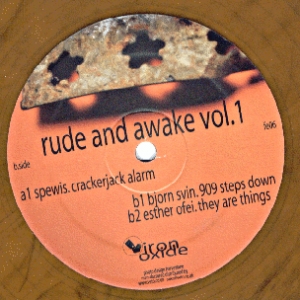 rude and awake vol.1
b.side
fe06
a1 spewis. crackerjack alarm
b1 bjorn svin. 909 steps down
b2 esther ofei. they are things
iron
oxide